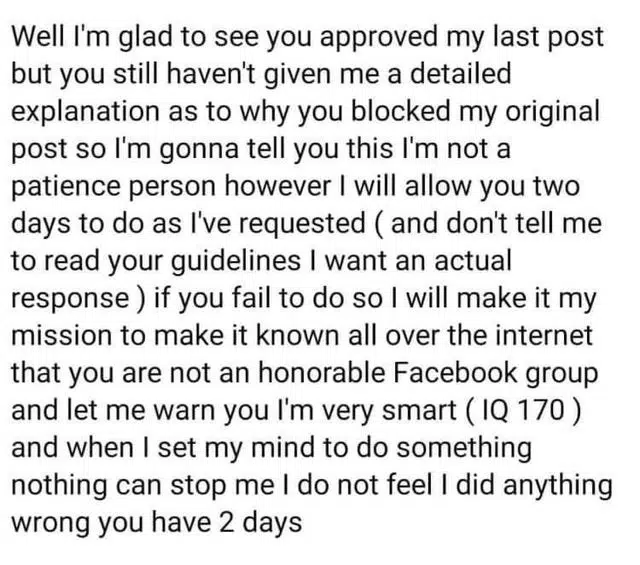 Well I'm glad to see you approved my last post
but you still haven't given me a detailed
explanation as to why you blocked my original
post so I'm gonna tell you this I'm not a
patience person however I will allow you two
days to do as I've requested ( and don't tell me
to read your guidelines I want an actual
response ) if you fail to do so I will make it my
mission to make it known all over the internet
that you are not an honorable Facebook group
and let me warn you I'm very smart ( IQ 170 )
and when I set my mind to do something
nothing can stop me I do not feel I did anything
wrong you have 2 days